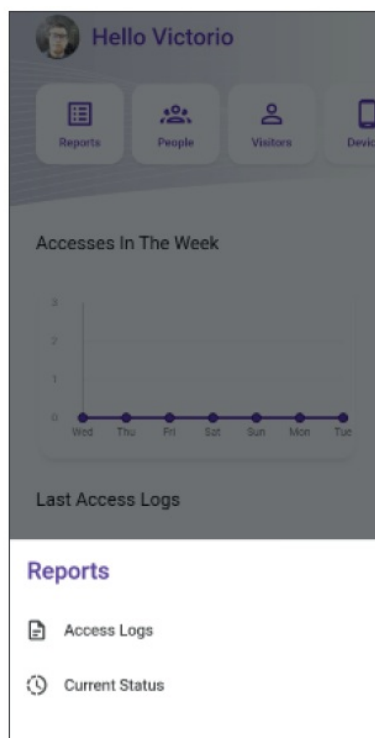 Hello Victorio
Reports People Visitors Devic
Accesses In The Week
3
2
1
0
Wed Thu Fri Sat Sun Mon Tue
Last Access Logs
Reports
Access Logs
Current Status